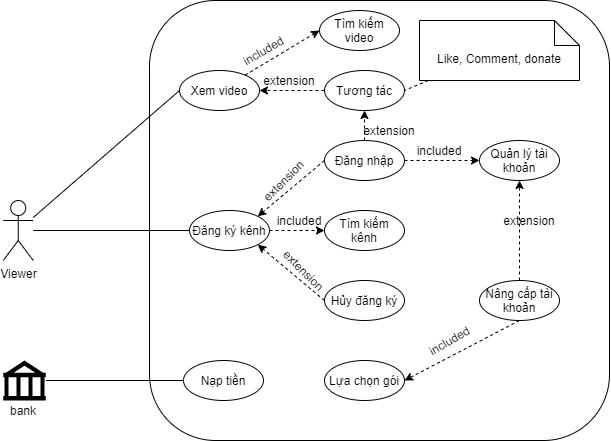 Tìm kiếm
video
included
Like, Comment, donate
Xem video
extension
Tương tác
extension
Đăng nhập
included
Quản lý tài
khoản
extension
Đăng ký kênh
included
Tìm kiếm
kênh
extension
Viewer
extension
Hủy đăng ký
Nâng cấp tải
khoản
included
Nạp tiền
Lựa chọn gói
bank